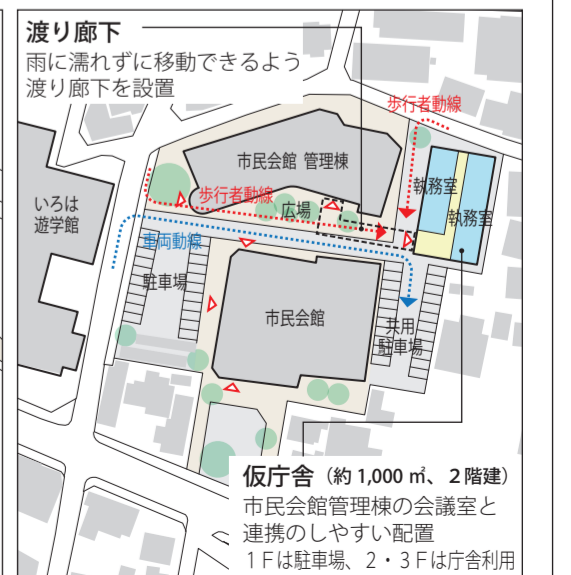 渡り廊下
雨に濡れずに移動できるよう
渡り廊下を設置
歩行者動線
市民会館 管理棟
執務室
いろは
遊学館
歩行者動線
広場
執務室
車両動線
駐車場
市民会館
共用
駐車場
仮庁舎（約 1,000 ㎡、２階建）
市民会館管理棟の会議室と
連携のしやすい配置
１Ｆは駐車場、２・３Ｆは庁舎利用